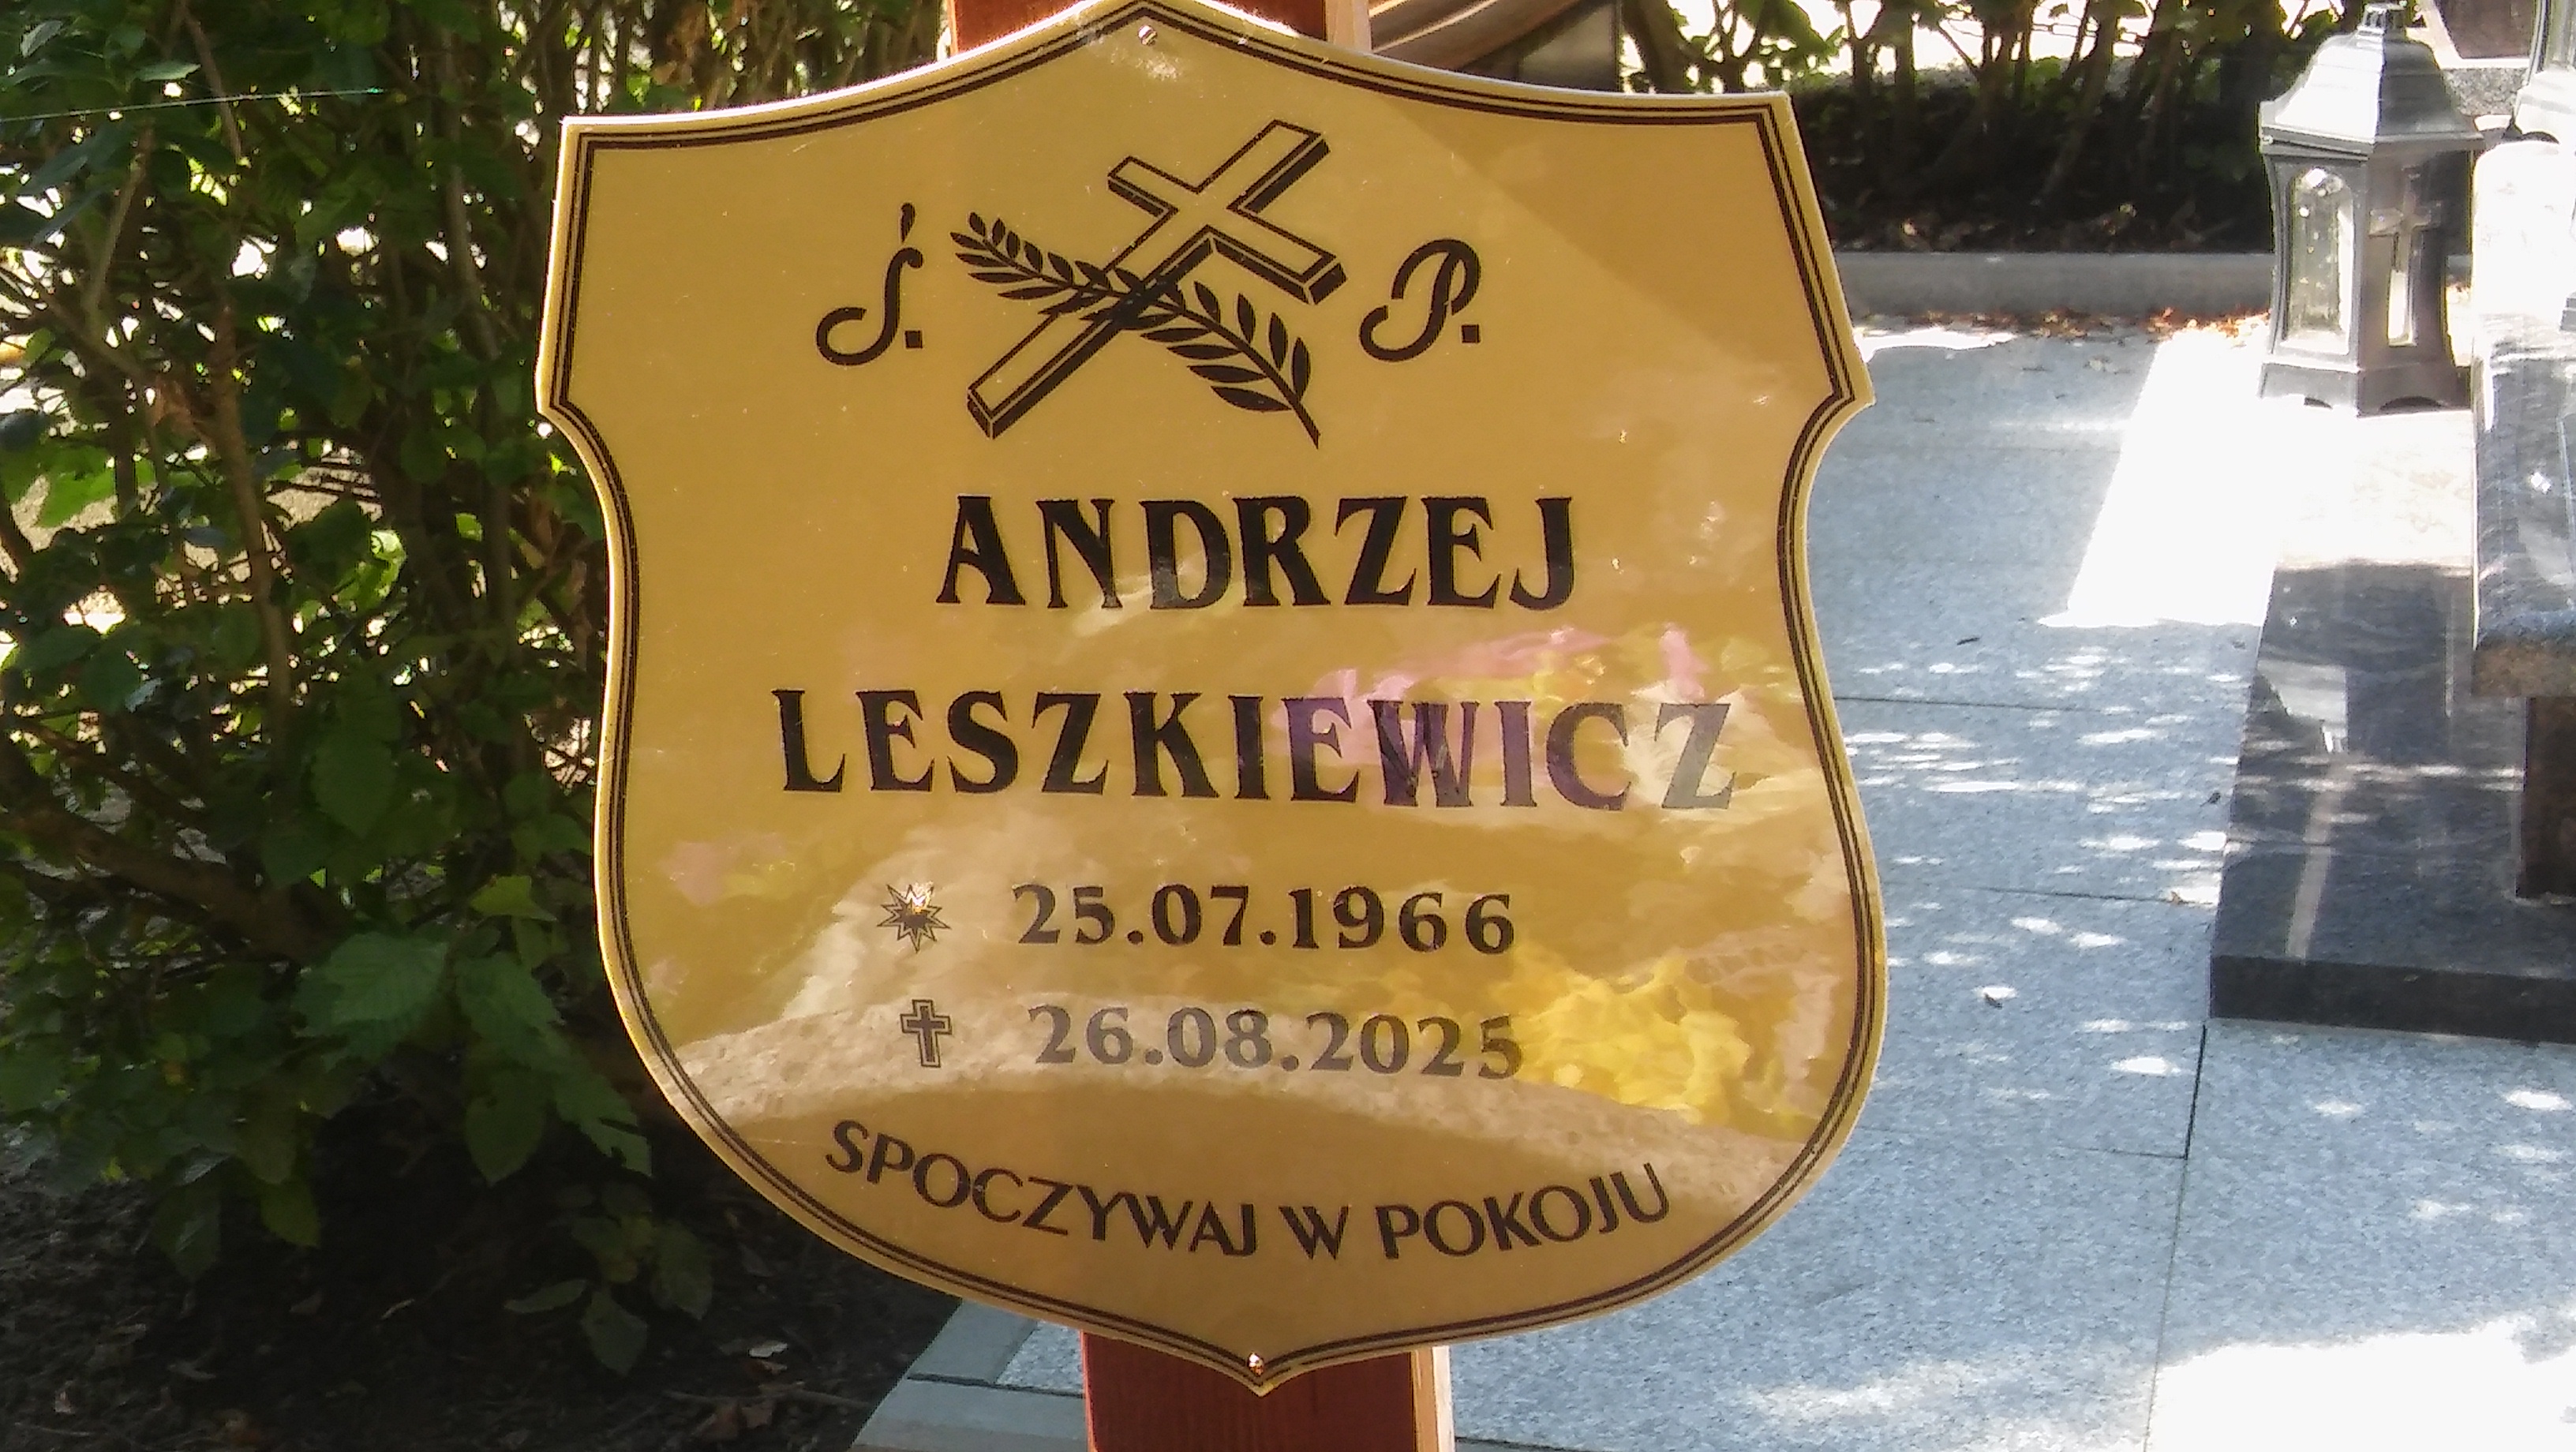 Ś. P.
ANDRZEJ
LESZKIEWICZ
25.07.1966
26.08.2025
SPOCZYWAJ W POKOJU